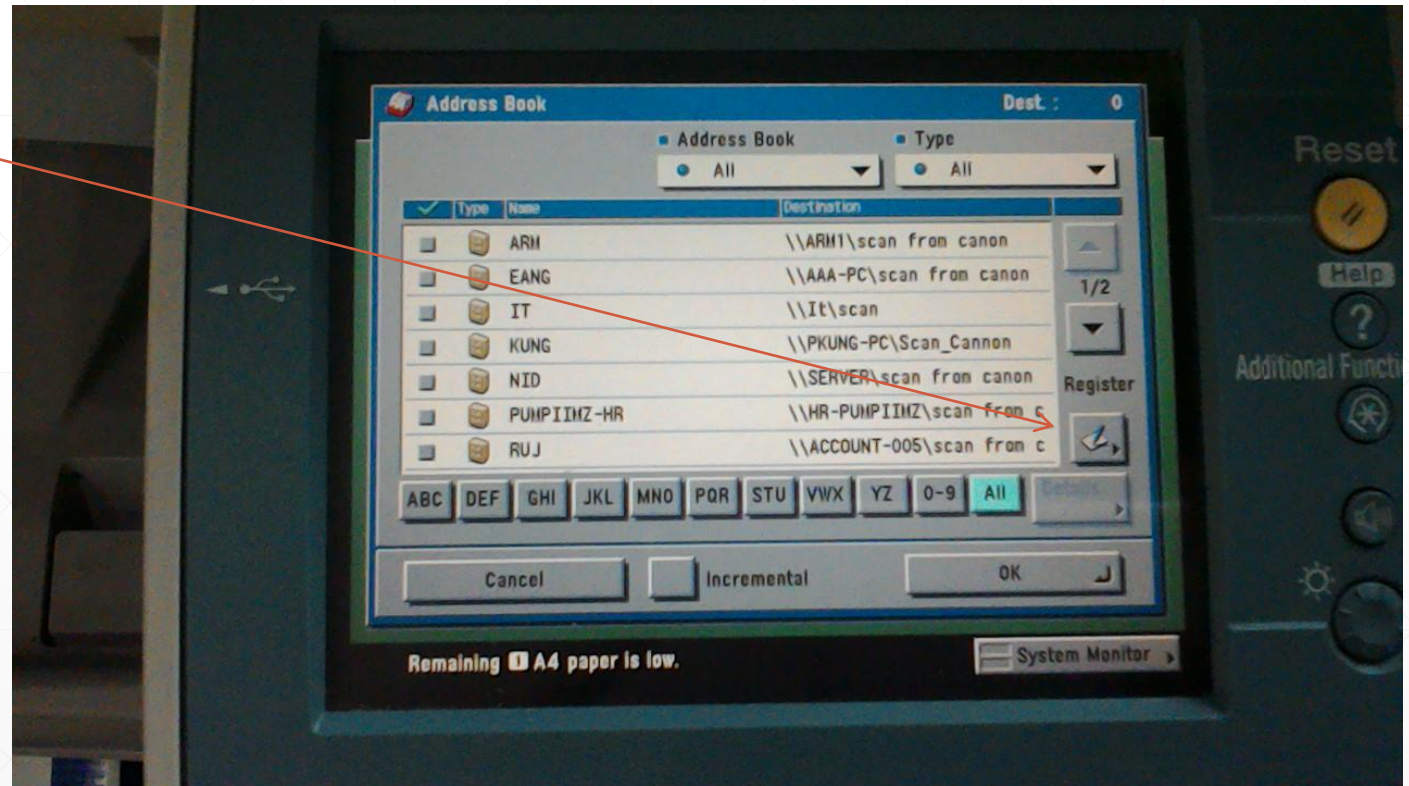 Address Book Dest. : 0
Address Book Type
All All
Type Name Destination
ARM \\ARM1\scan from canon
EANG \\AAA-PC\scan from canon
1/2
IT \\It\scan
KUNG \\PKUNG-PC\Scan_Cannon
NID \\SERVER\scan from canon
Register
PUMPIIMZ-HR \\HR-PUMPIIMZ\scan from c
RUJ \\ACCOUNT-005\scan from c
ABC DEF GHI JKL MNO PQR STU VWX YZ 0-9 All Details
Cancel Incremental OK
Remaining 1 A4 paper is low. System Monitor
Reset
Help
?
Additional Functi